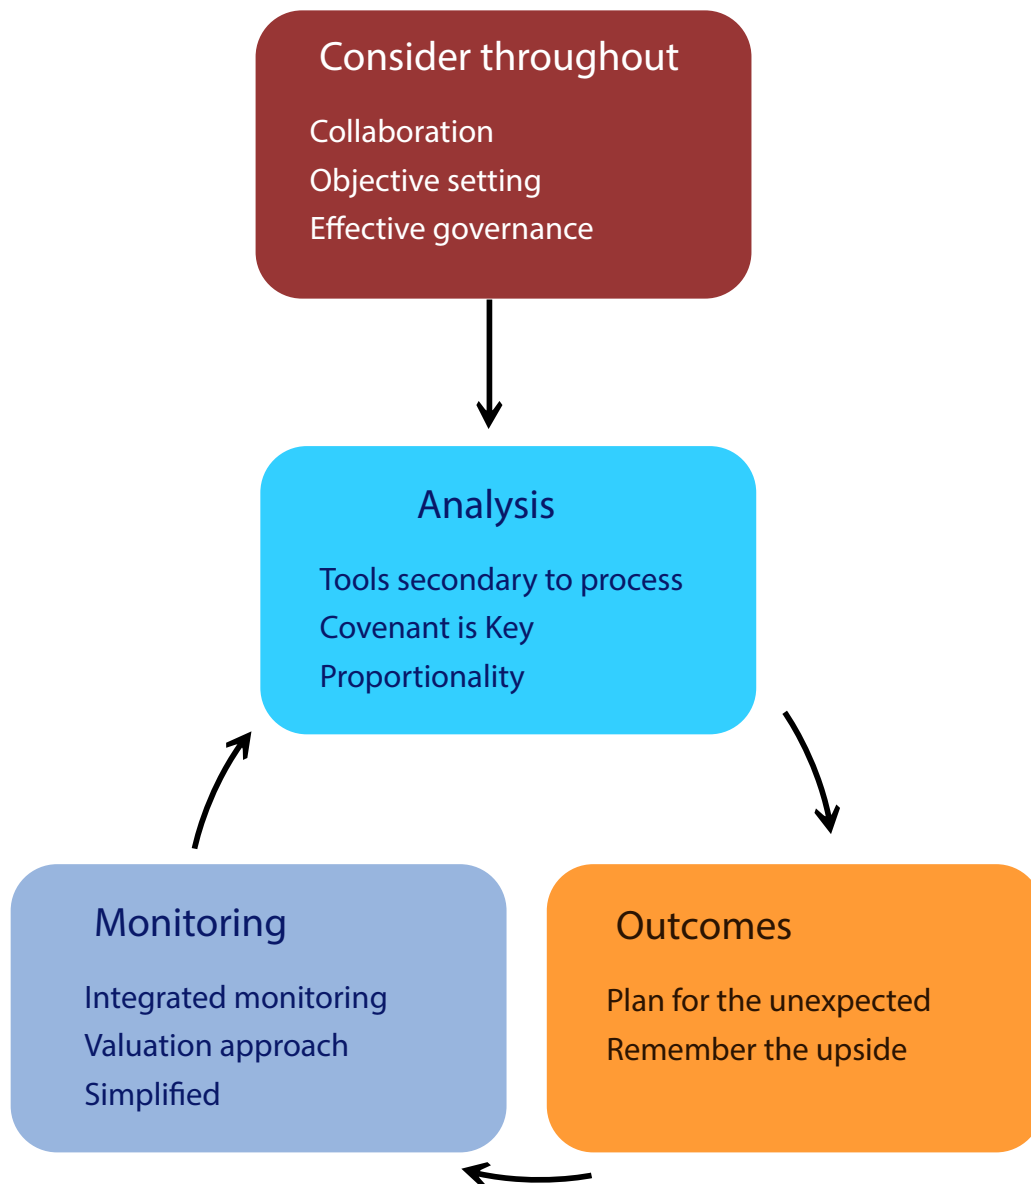 Consider throughout
Collaboration
Objective setting
Effective governance
Analysis
Tools secondary to process
Covenant is Key
Proportionality
Monitoring
Integrated monitoring
Valuation approach
Simplified
Outcomes
Plan for the unexpected
Remember the upside